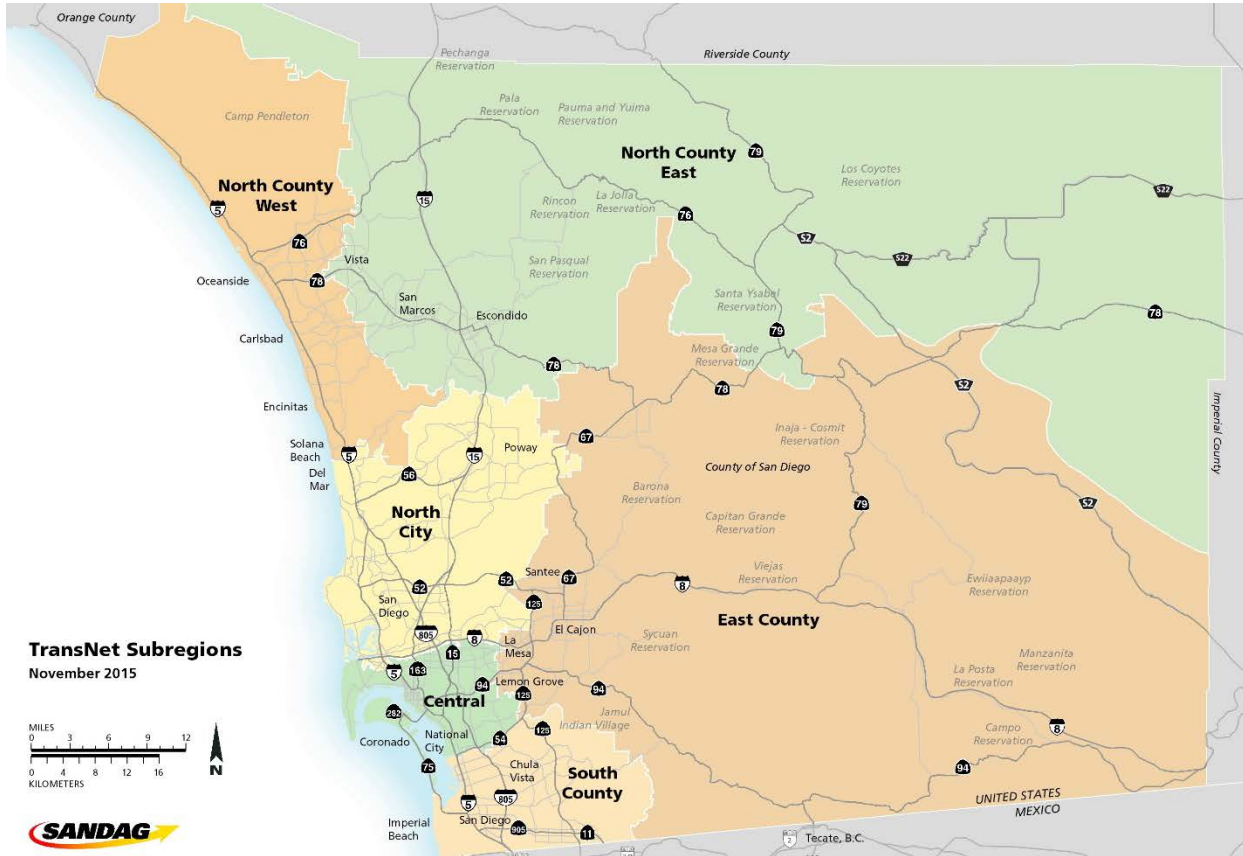 Orange County
Riverside County
Pechanga
Reservation
Camp Pendleton
Pala
Reservation
Pauma and Yuima
Reservation
North County
East
79
Los Coyotes
Reservation
North County
West
5
15
La Jolla
Reservation
Rincon
Reservation
76
S22
76
S2
S22
Vista
San Pasqual
Reservation
Oceanside
78
San
Marcos
Escondido
Santa Ysabel
Reservation
79
78
Carlsbad
Mesa Grande
Reservation
78
78
S2
Imperial County
Encinitas
Solana
Beach
Del
Mar
5
56
15
Poway
67
Inaja - Cosmit
Reservation
County of San Diego
Barona
Reservation
79
S2
North
City
Capitan Grande
Reservation
Viejas
Reservation
Ewiiaapaayp
Reservation
52
52
Santee
67
8
San
Diego
125
El Cajon
East County
805
8
La
Mesa
Sycuan
Reservation
Manzanita
Reservation
La Posta
Reservation
TransNet Subregions
November 2015
5
163
15
94
Lemon Grove
125
94
Central
282
Jamul
Indian Village
Campo
Reservation
8
MILES
0 3 6 9 12
0 4 8 12 16
KILOMETERS
N
Coronado
National
City
54
125
75
Chula
Vista
South
County
94
UNITED STATES
MEXICO
5
805
Imperial
Beach
San Diego
905
11
SANDAG
2
Tecate, B.C.